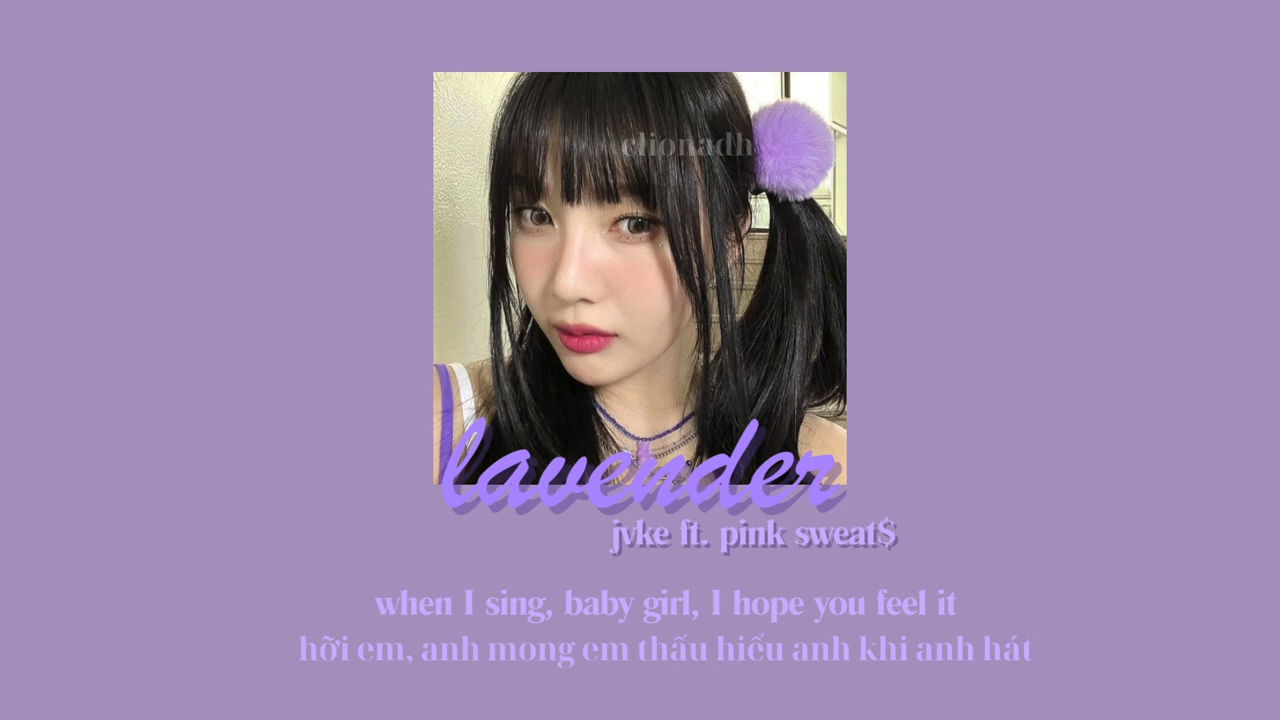 clionadh
lavender
jvke ft. pink sweat$
when I sing, baby girl, I hope you feel it
hỡi em, anh mong em thấu hiểu anh khi anh hát